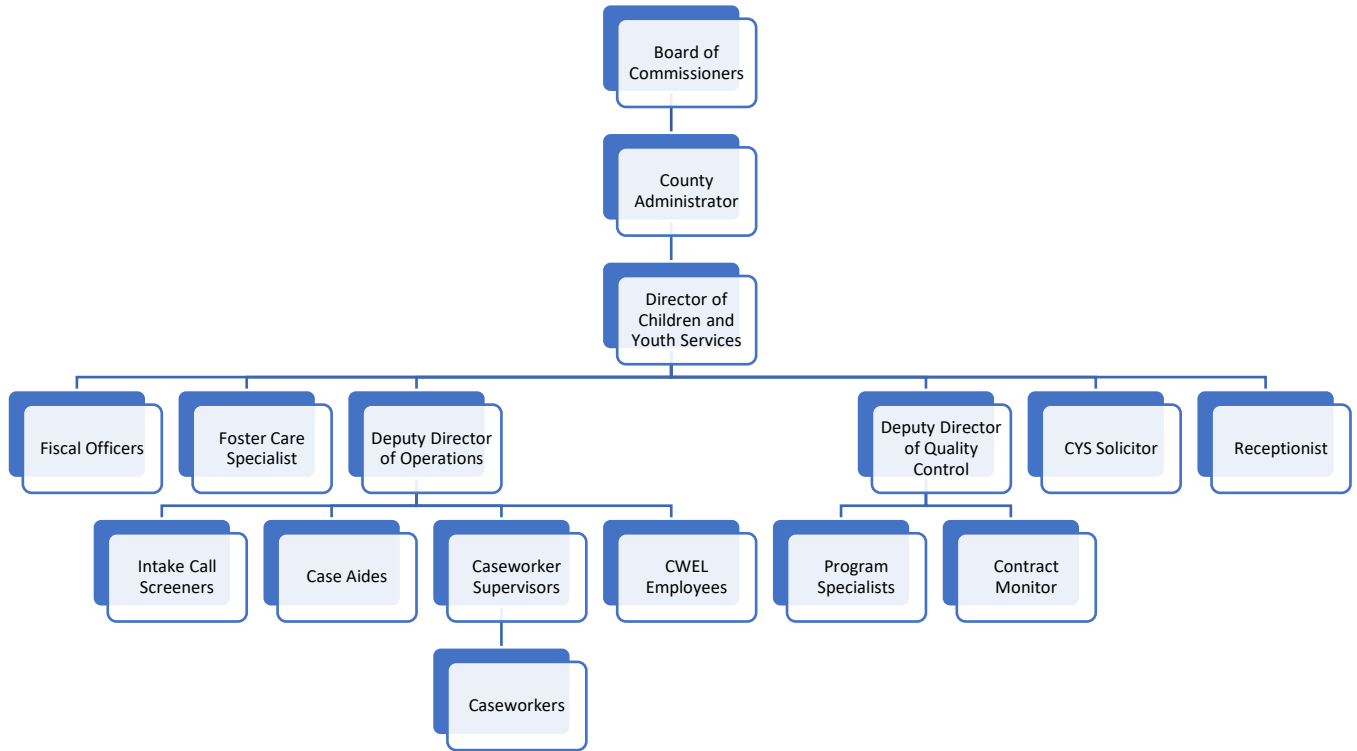 Board of
Commissioners
County
Administrator
Director of
Children and
Youth Services
Fiscal Officers
Foster Care
Specialist
Deputy Director
of Operations
Deputy Director
of Quality
Control
CYS Solicitor
Receptionist
Intake Call
Screeners
Case Aides
Caseworker
Supervisors
CWEL
Employees
Program
Specialists
Contract
Monitor
Caseworkers